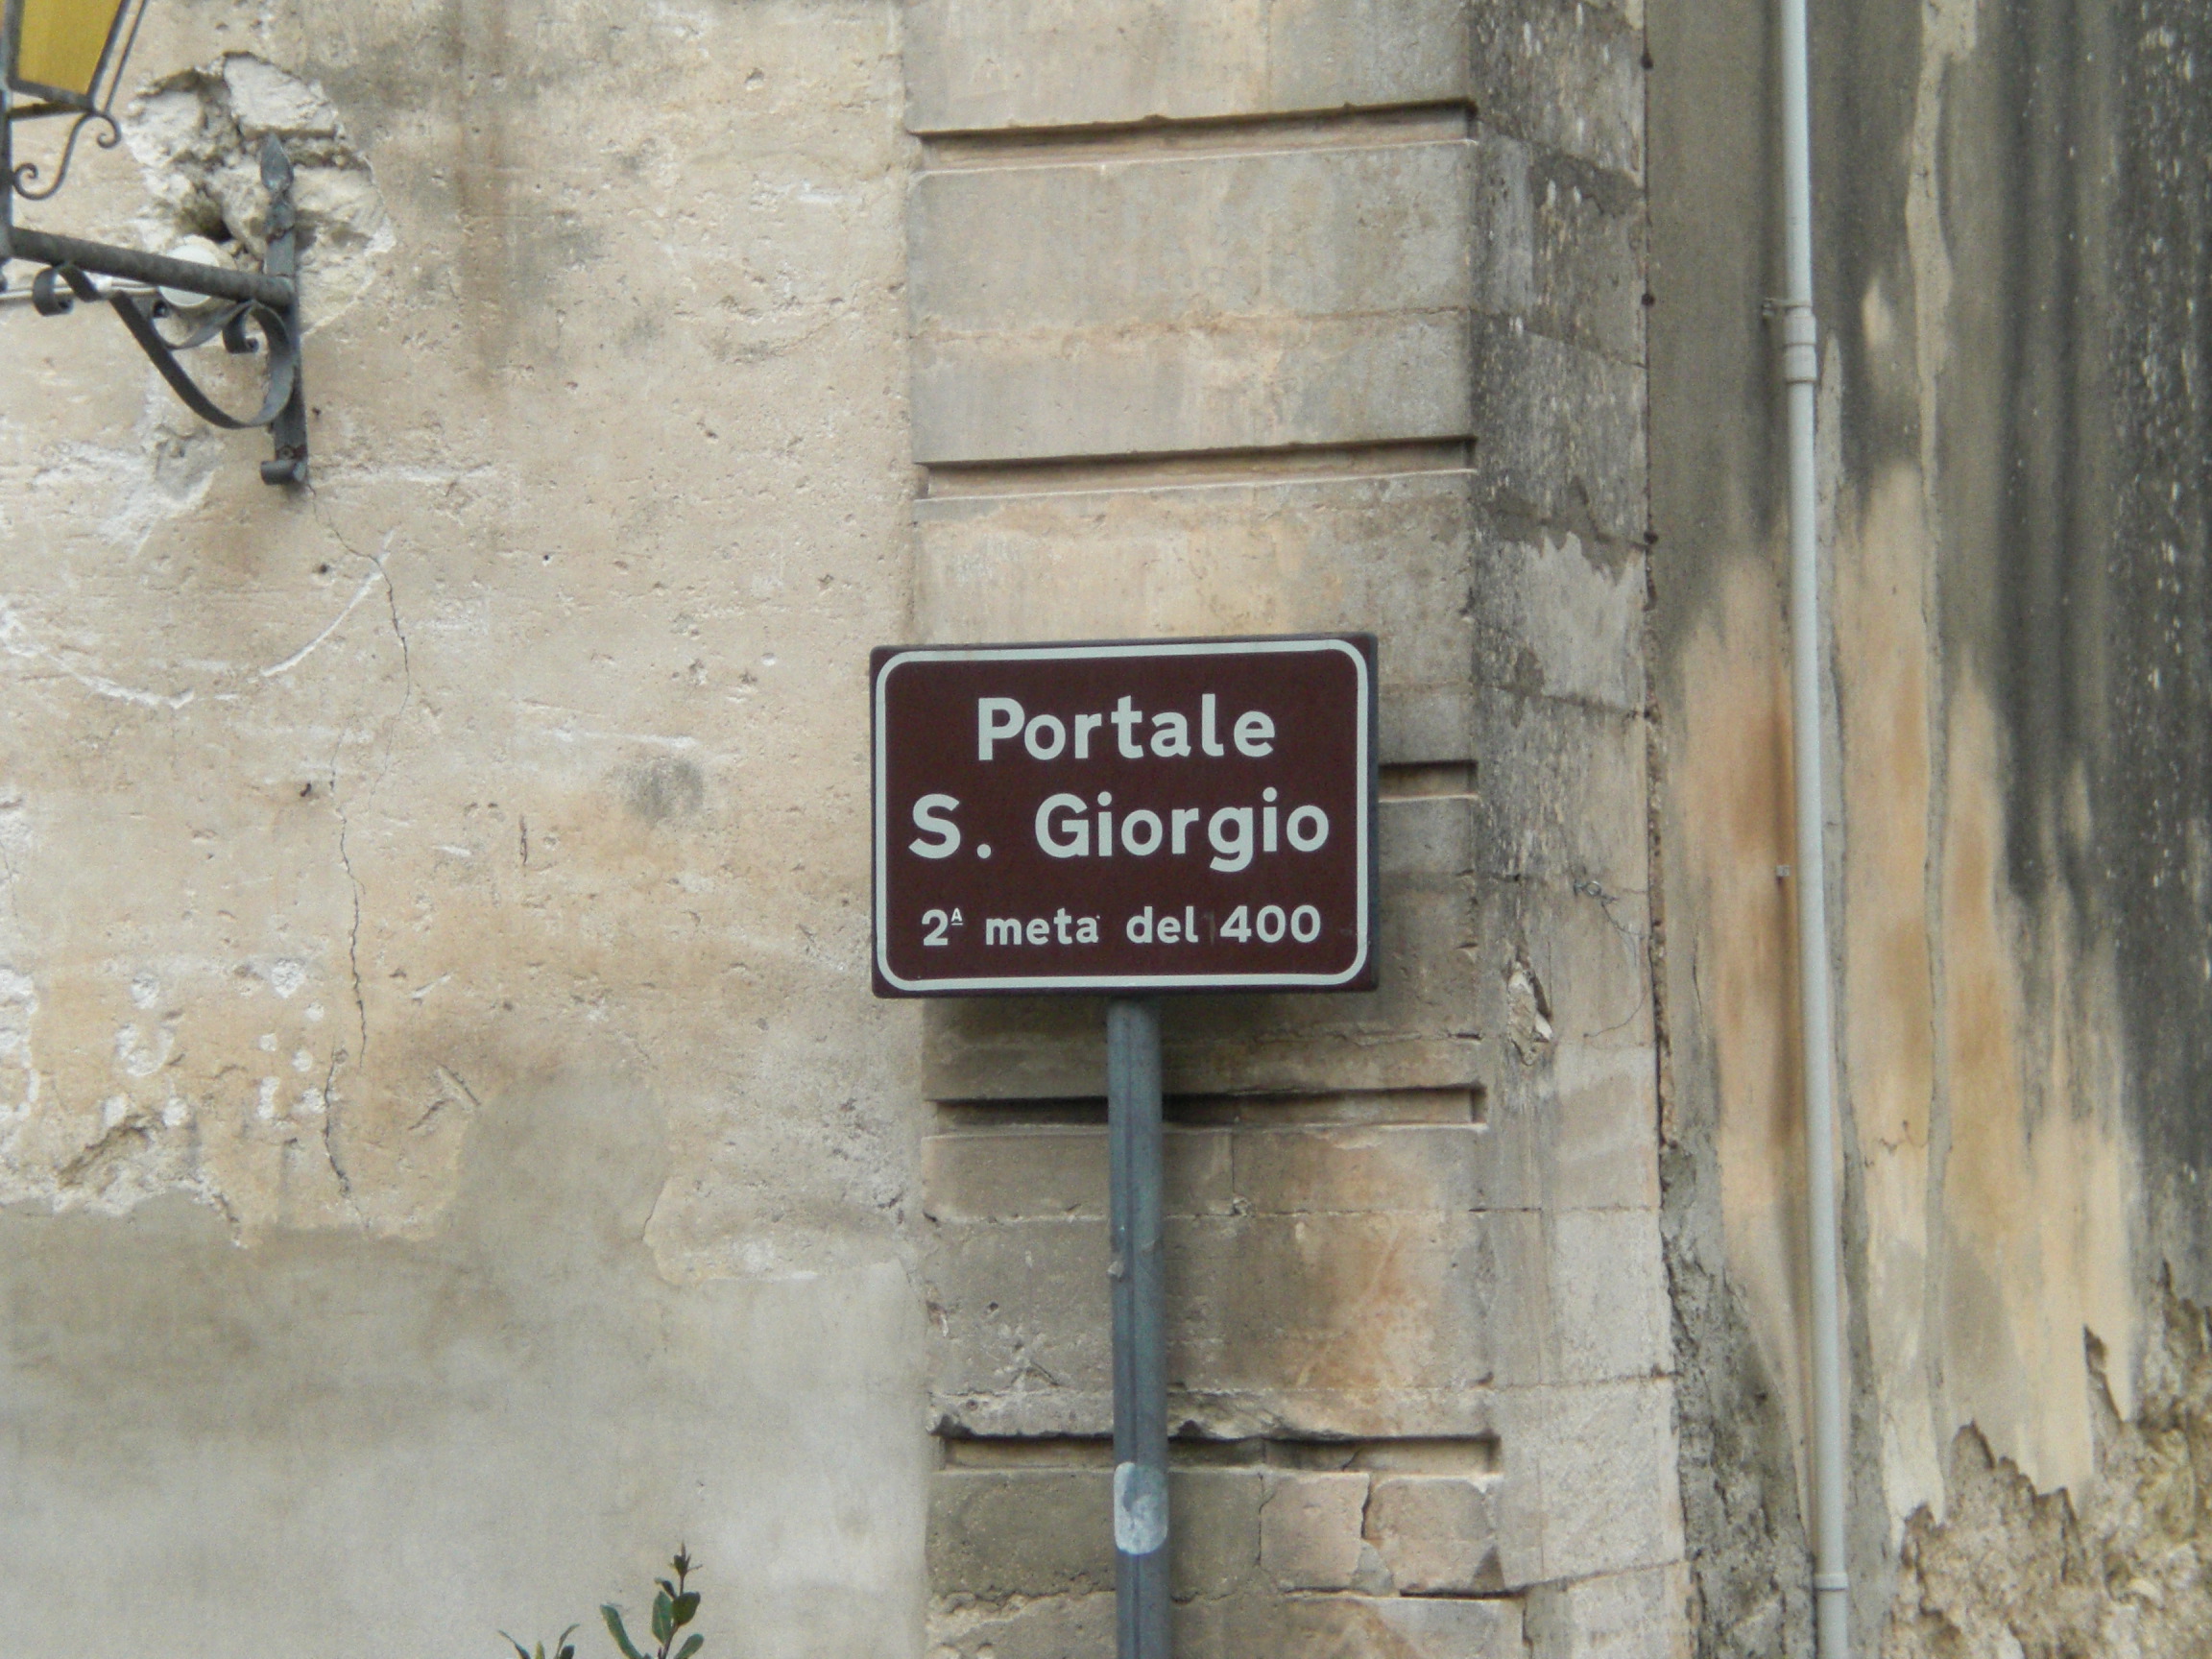 Portale
S. Giorgio
2ª meta del 400